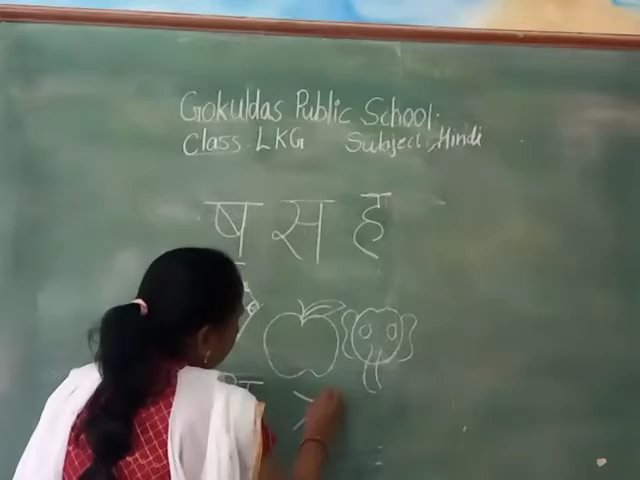 Gokuldas Public School.
Class. LKG Subject, Hindi
ष स ह